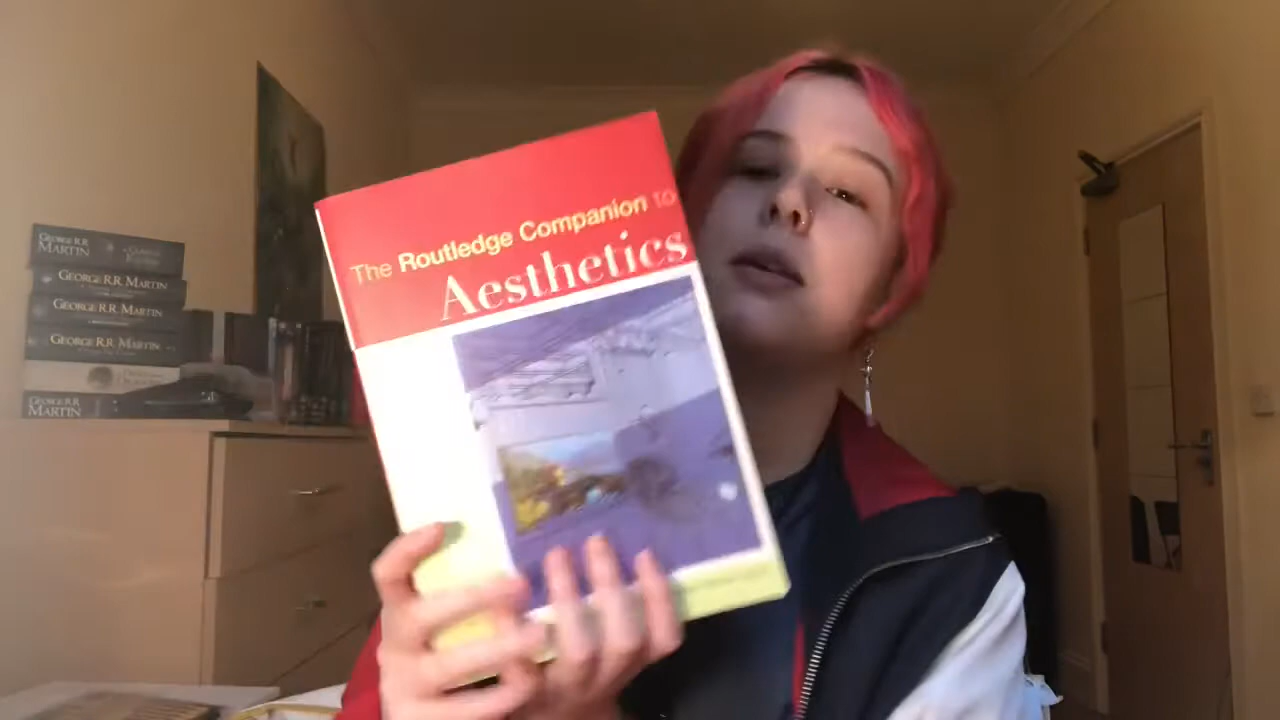 The Routledge Companion to
Aesthetics
GEORGE R.R.
MARTIN
GEORGE R.R. MARTIN
GEORGE R.R. MARTIN
GEORGE R.R. MARTIN
GEORGE R.R.
MARTIN